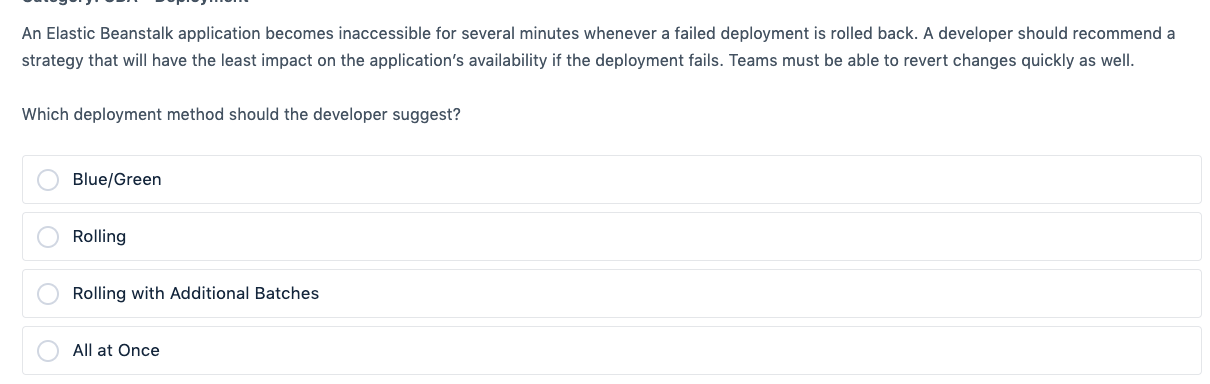 An Elastic Beanstalk application becomes inaccessible for several minutes whenever a failed deployment is rolled back. A developer should recommend a
strategy that will have the least impact on the application’s availability if the deployment fails. Teams must be able to revert changes quickly as well.
Which deployment method should the developer suggest?
Blue/Green
Rolling
Rolling with Additional Batches
All at Once